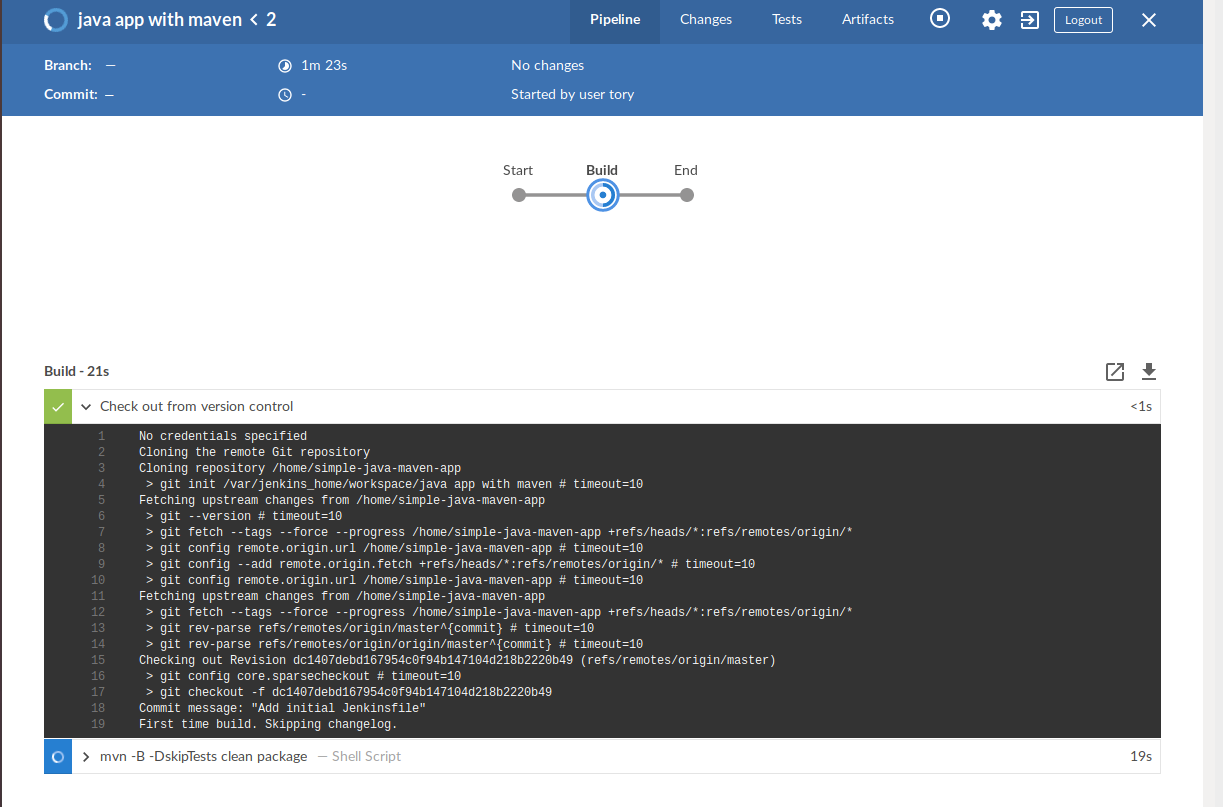 java app with maven < 2
Pipeline
Changes
Tests
Artifacts
Logout
Branch: —
1m 23s
No changes
Commit: —
-
Started by user tory
Start
Build
End
Build - 21s
Check out from version control
<1s
1 No credentials specified
2 Cloning the remote Git repository
3 Cloning repository /home/simple-java-maven-app
4 > git init /var/jenkins_home/workspace/java app with maven # timeout=10
5 Fetching upstream changes from /home/simple-java-maven-app
6 > git --version # timeout=10
7 > git fetch --tags --force --progress /home/simple-java-maven-app +refs/heads/*:refs/remotes/origin/*
8 > git config remote.origin.url /home/simple-java-maven-app # timeout=10
9 > git config --add remote.origin.fetch +refs/heads/*:refs/remotes/origin/* # timeout=10
10 > git config remote.origin.url /home/simple-java-maven-app # timeout=10
11 Fetching upstream changes from /home/simple-java-maven-app
12 > git fetch --tags --force --progress /home/simple-java-maven-app +refs/heads/*:refs/remotes/origin/*
13 > git rev-parse refs/remotes/origin/master^{commit} # timeout=10
14 > git rev-parse refs/remotes/origin/origin/master^{commit} # timeout=10
15 Checking out Revision dc1407debd167954c0f94b147104d218b2220b49 (refs/remotes/origin/master)
16 > git config core.sparsecheckout # timeout=10
17 > git checkout -f dc1407debd167954c0f94b147104d218b2220b49
18 Commit message: "Add initial Jenkinsfile"
19 First time build. Skipping changelog.
mvn -B -DskipTests clean package — Shell Script
19s